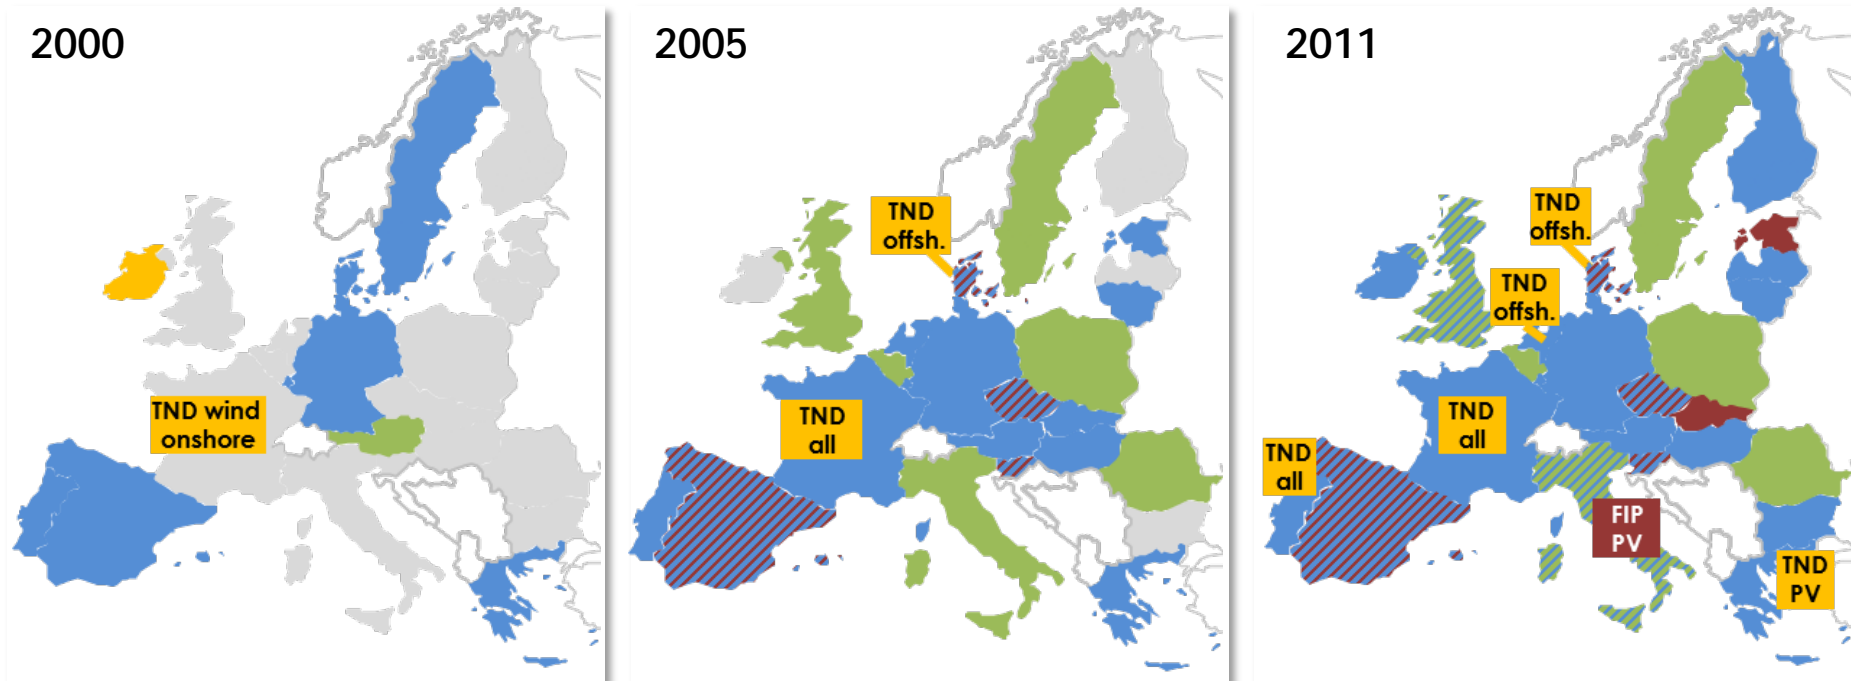 2000
TND wind
onshore
2005
TND
offsh.
TND
all
2011
TND
offsh.
TND
offsh.
TND
all
TND
all
FIP
PV
TND
PV